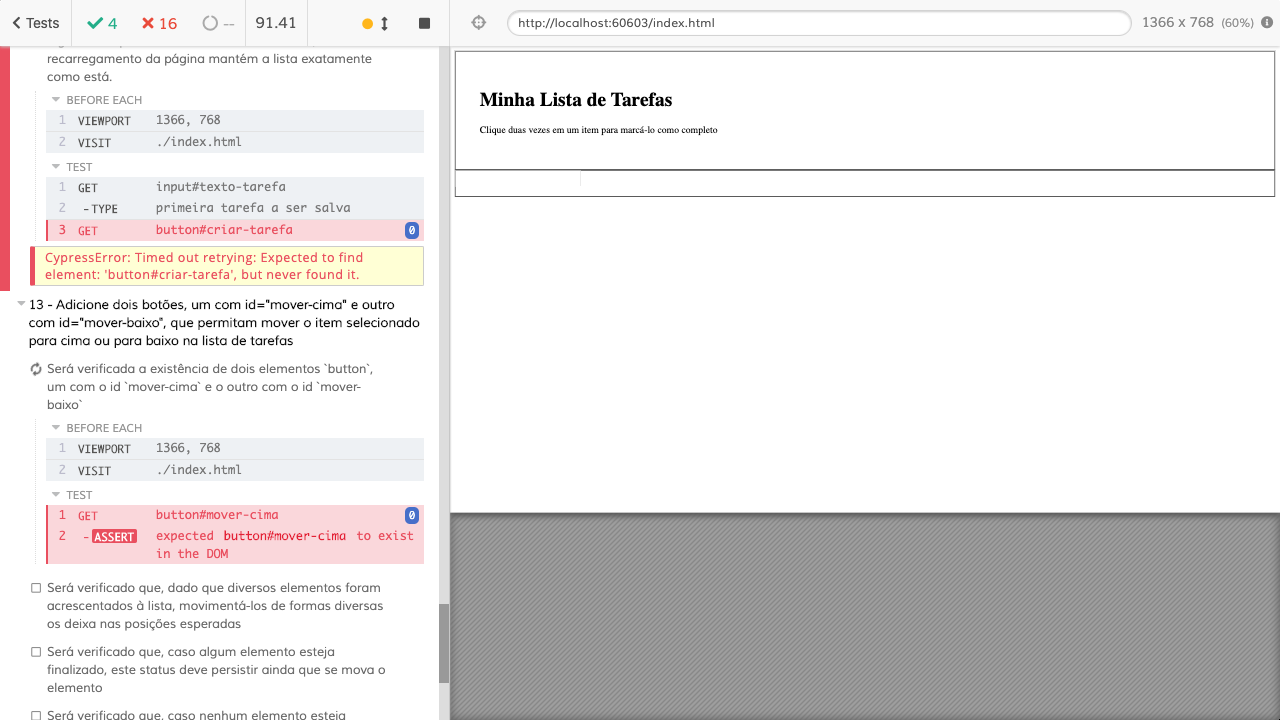 Tests
4
16
--
91.41
http://localhost:60603/index.html
1366 x 768 (60%)
recarregamento da página mantém a lista exatamente
como está.
BEFORE EACH
1 VIEWPORT 1366, 768
2 VISIT ./index.html
TEST
1 GET input#texto-tarefa
2 -TYPE primeira tarefa a ser salva
3 GET button#criar-tarefa 0
CypressError: Timed out retrying: Expected to find
element: 'button#criar-tarefa', but never found it.
13 - Adicione dois botões, um com id="mover-cima" e outro
com id="mover-baixo", que permitam mover o item selecionado
para cima ou para baixo na lista de tarefas
Será verificada a existência de dois elementos `button`,
um com o id `mover-cima` e o outro com o id `mover-
baixo`
BEFORE EACH
1 VIEWPORT 1366, 768
2 VISIT ./index.html
TEST
1 GET button#mover-cima 0
2 -ASSERT expected button#mover-cima to exist
in the DOM
Será verificado que, dado que diversos elementos foram
acrescentados à lista, movimentá-los de formas diversas
os deixa nas posições esperadas
Será verificado que, caso algum elemento esteja
finalizado, este status deve persistir ainda que se mova o
elemento
Será verificado que, caso nenhum elemento esteja
Minha Lista de Tarefas
Clique duas vezes em um item para marcá-lo como completo